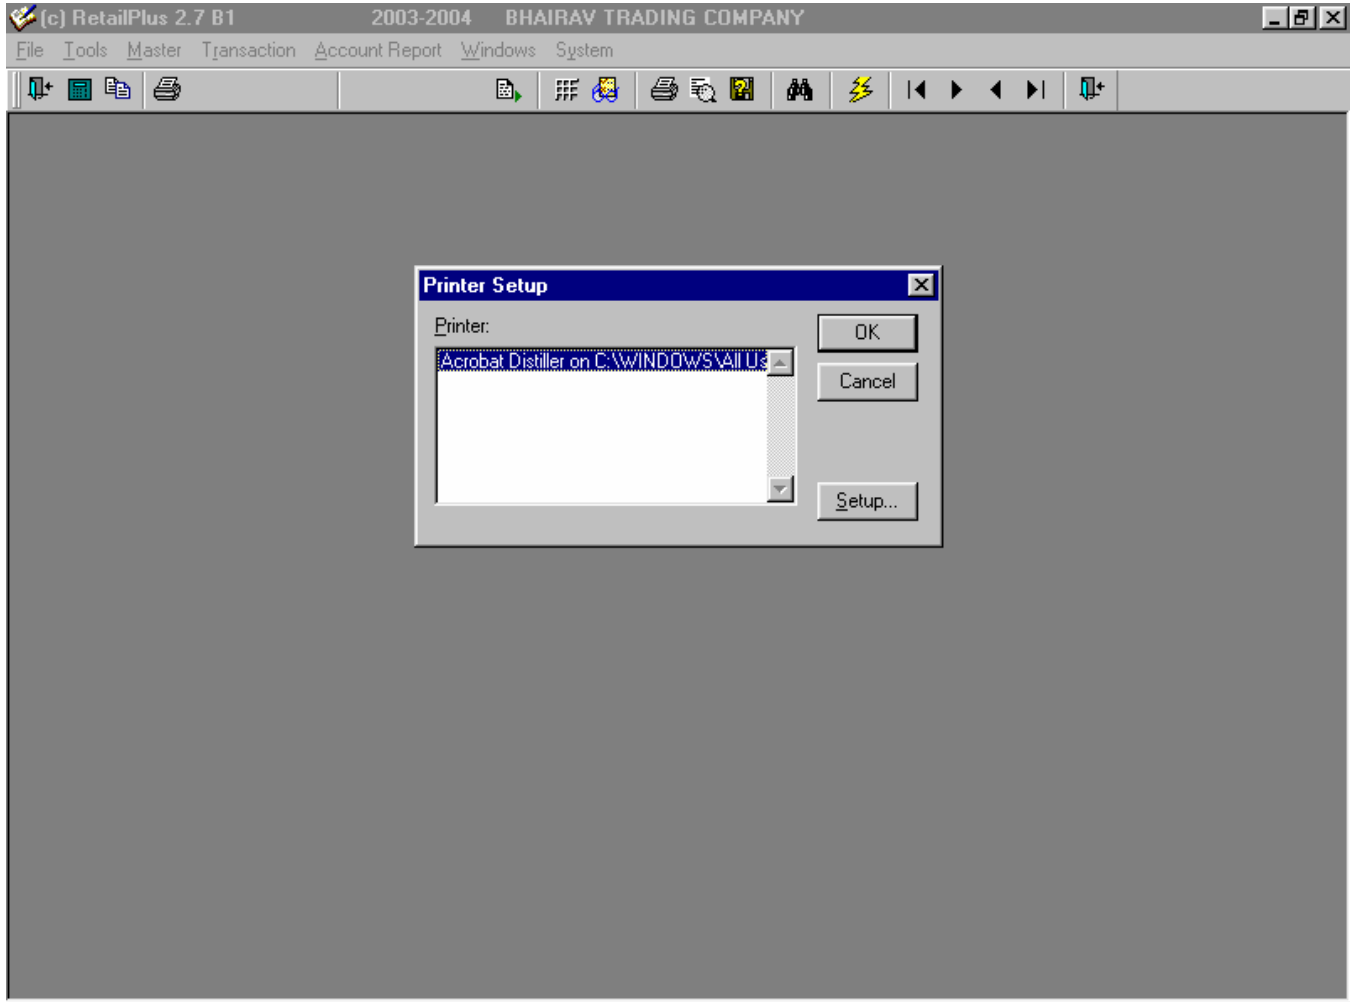 (c) RetailPlus 2.7 B1 2003-2004 BHAIRAV TRADING COMPANY
File Tools Master Transaction Account Report Windows System
Printer Setup
Printer:
OK
Acrobat Distiller on C:\WINDOWS\All Us
Cancel
Setup...